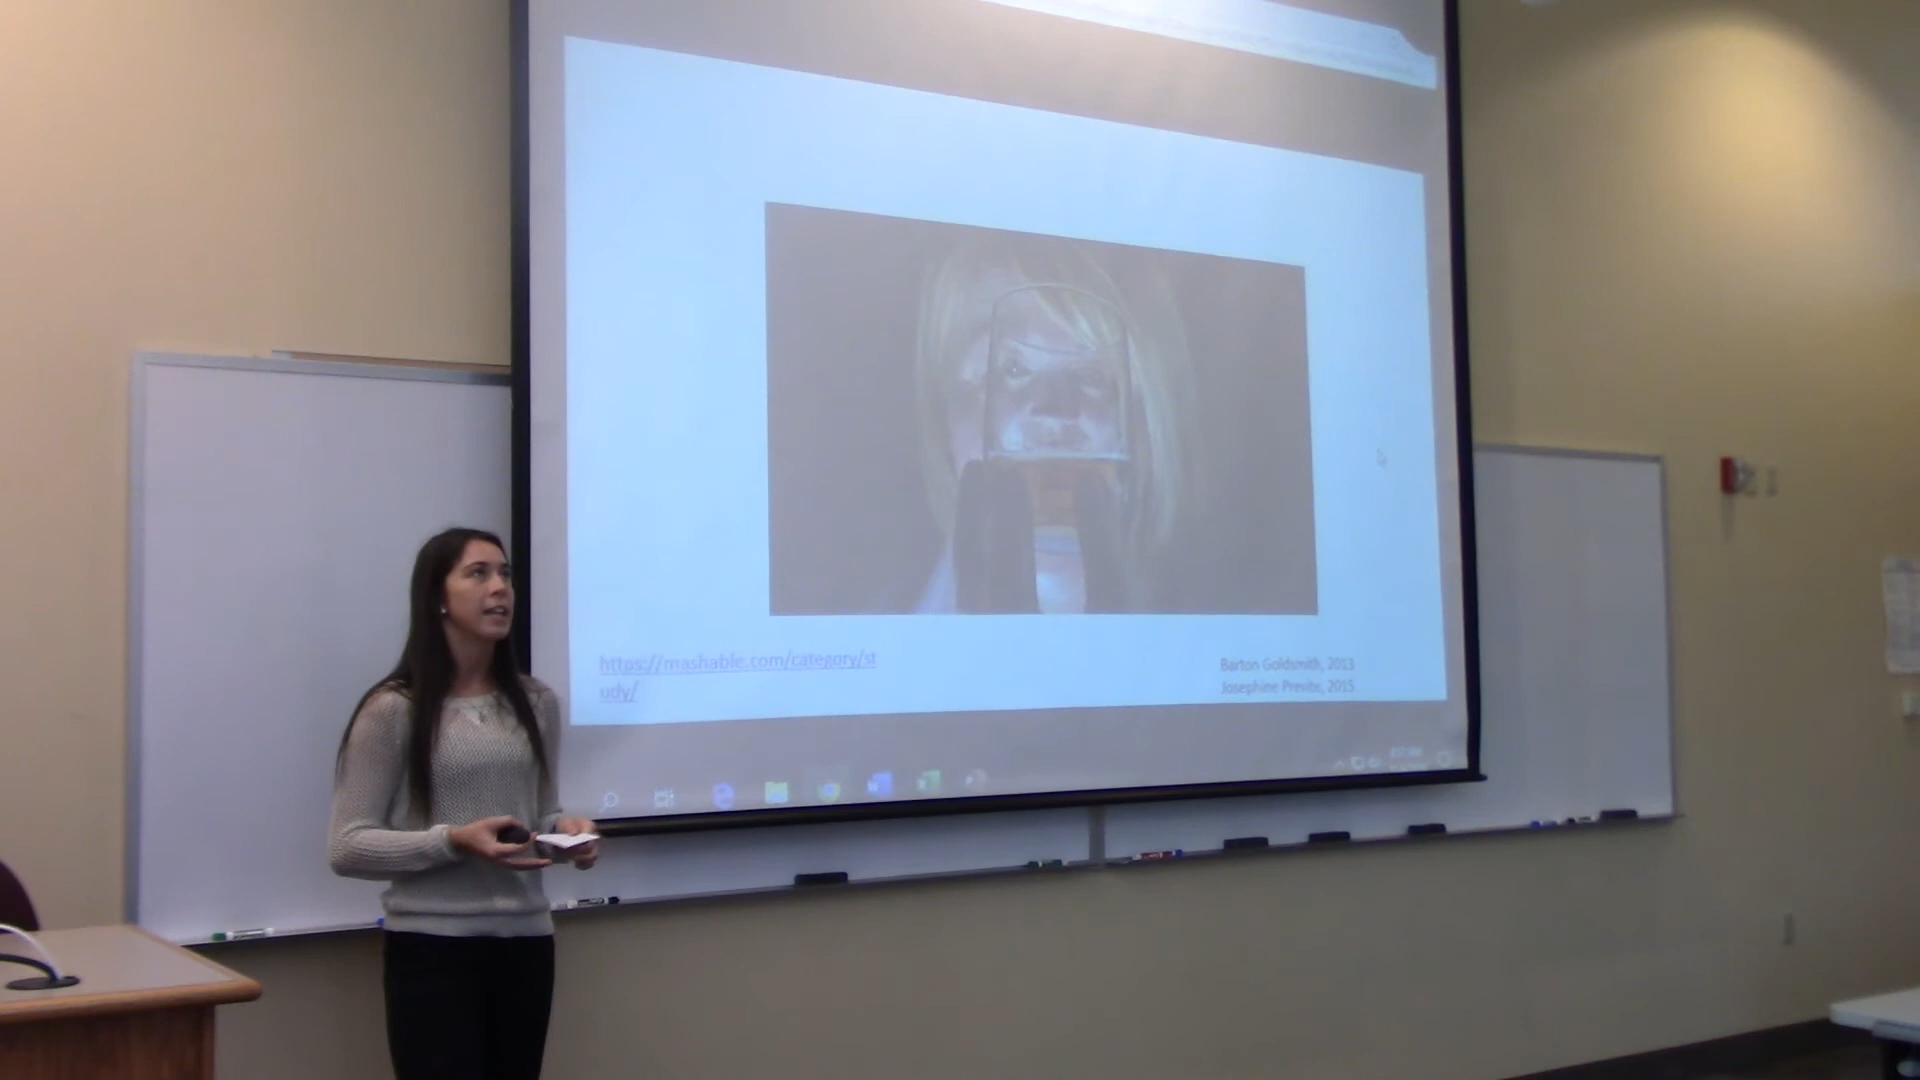 https://mashable.com/category/st
udy/
Barton Goldsmith, 2013
Josephine Previte, 2015